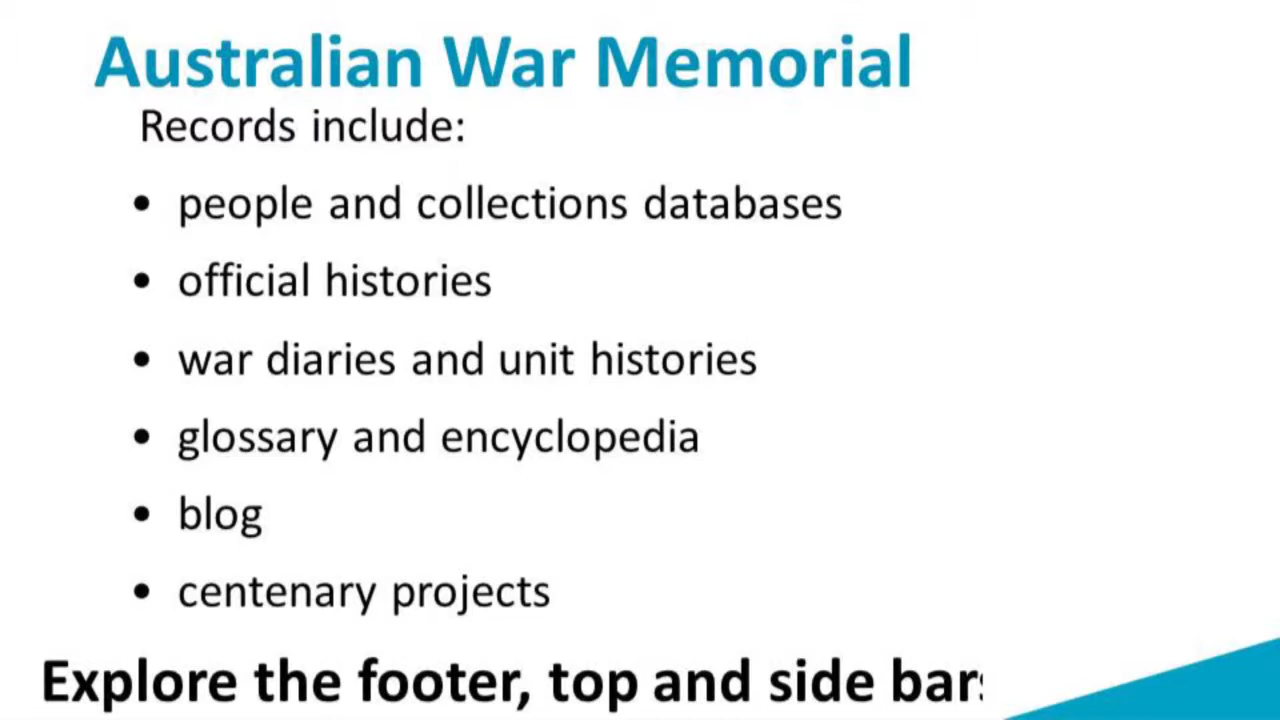 Australian War Memorial
Records include:
• people and collections databases
• official histories
• war diaries and unit histories
• glossary and encyclopedia
• blog
• centenary projects
Explore the footer, top and side bars